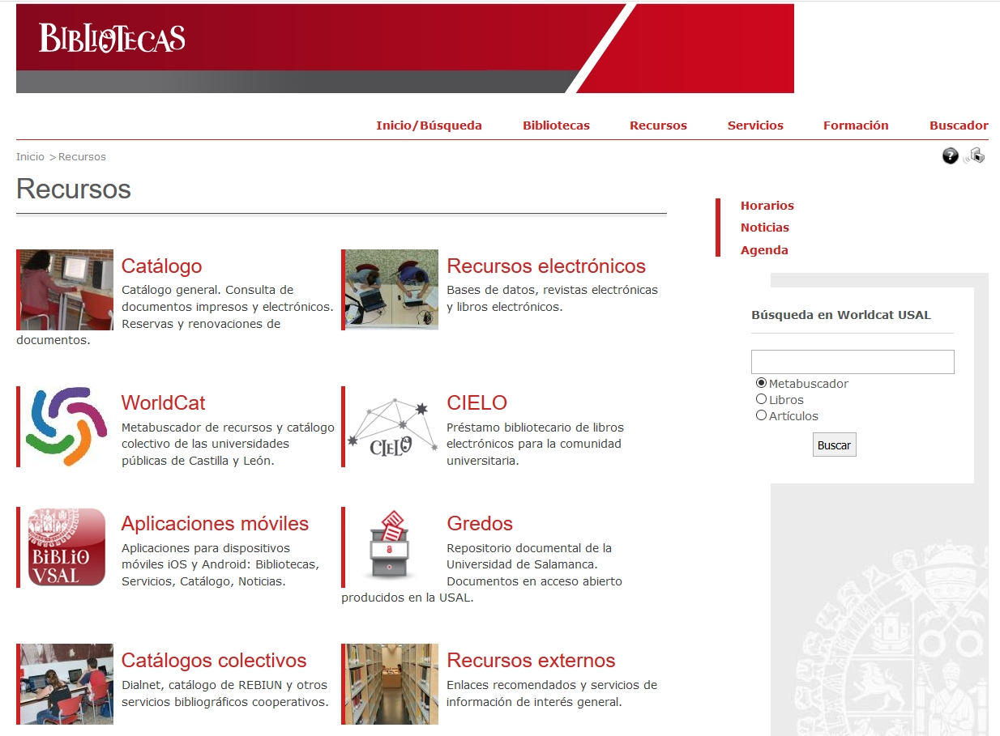 BIBLIOTECAS
Inicio/Búsqueda Bibliotecas Recursos Servicios Formación Buscador
Inicio > Recursos
Recursos
Catálogo
Catálogo general. Consulta de
documentos impresos y electrónicos.
Reservas y renovaciones de
documentos.
Recursos electrónicos
Bases de datos, revistas electrónicas
y libros electrónicos.
WorldCat
Metabuscador de recursos y catálogo
colectivo de las universidades
públicas de Castilla y León.
CIELO
CIELO
Préstamo bibliotecario de libros
electrónicos para la comunidad
universitaria.
BiBLiO
VSAL
Aplicaciones móviles
Aplicaciones para dispositivos
móviles iOS y Android: Bibliotecas,
Servicios, Catálogo, Noticias.
Gredos
Repositorio documental de la
Universidad de Salamanca.
Documentos en acceso abierto
producidos en la USAL.
Catálogos colectivos
Dialnet, catálogo de REBIUN y otros
servicios bibliográficos cooperativos.
Recursos externos
Enlaces recomendados y servicios de
información de interés general.
?
Horarios
Noticias
Agenda
Búsqueda en Worldcat USAL
Metabuscador
Libros
Artículos
Buscar